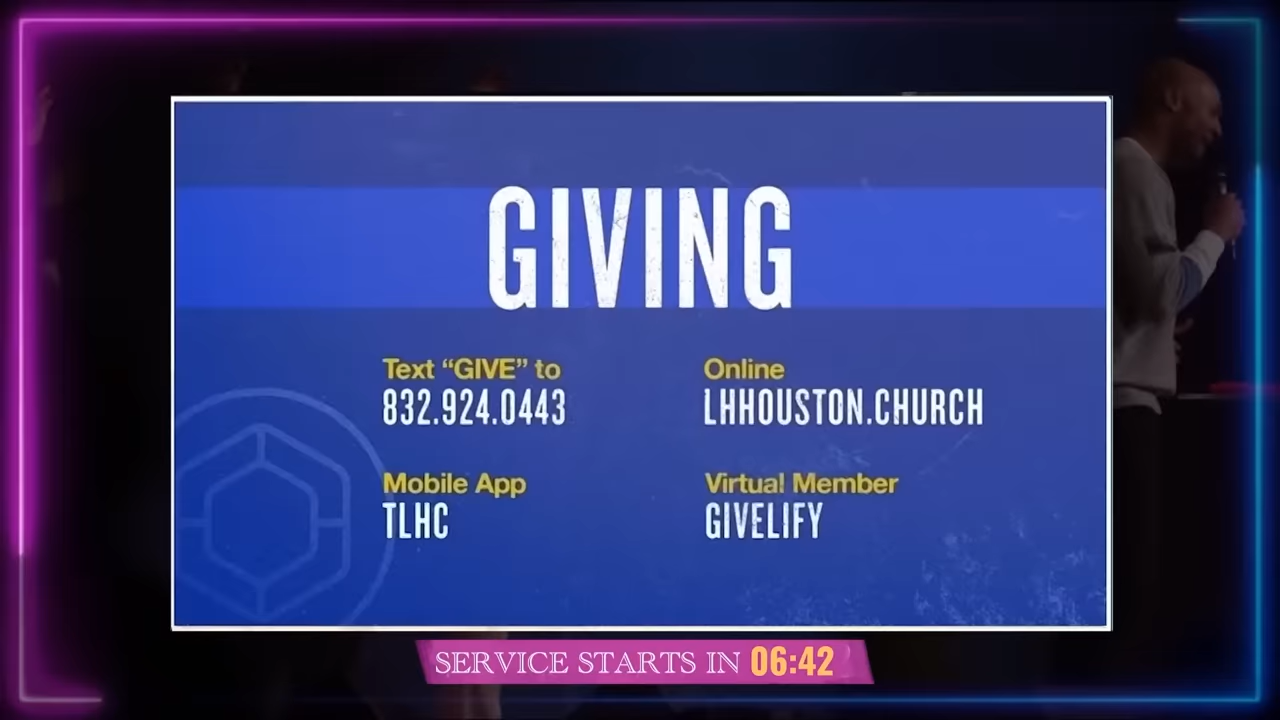 GIVING
Text “GIVE” to
832.924.0443
Online
LHHOUSTON.CHURCH
Mobile App
TLHC
Virtual Member
GIVELIFY
SERVICE STARTS IN 06:42